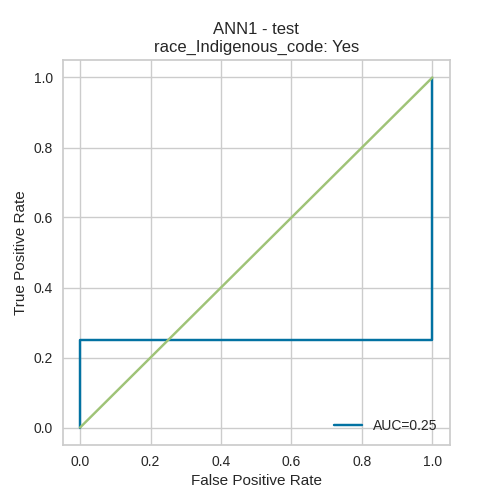 ANN1 - test
race_Indigenous_code: Yes
True Positive Rate
1.0
0.8
0.6
0.4
0.2
0.0
AUC=0.25
0.0 0.2 0.4 0.6 0.8 1.0
False Positive Rate